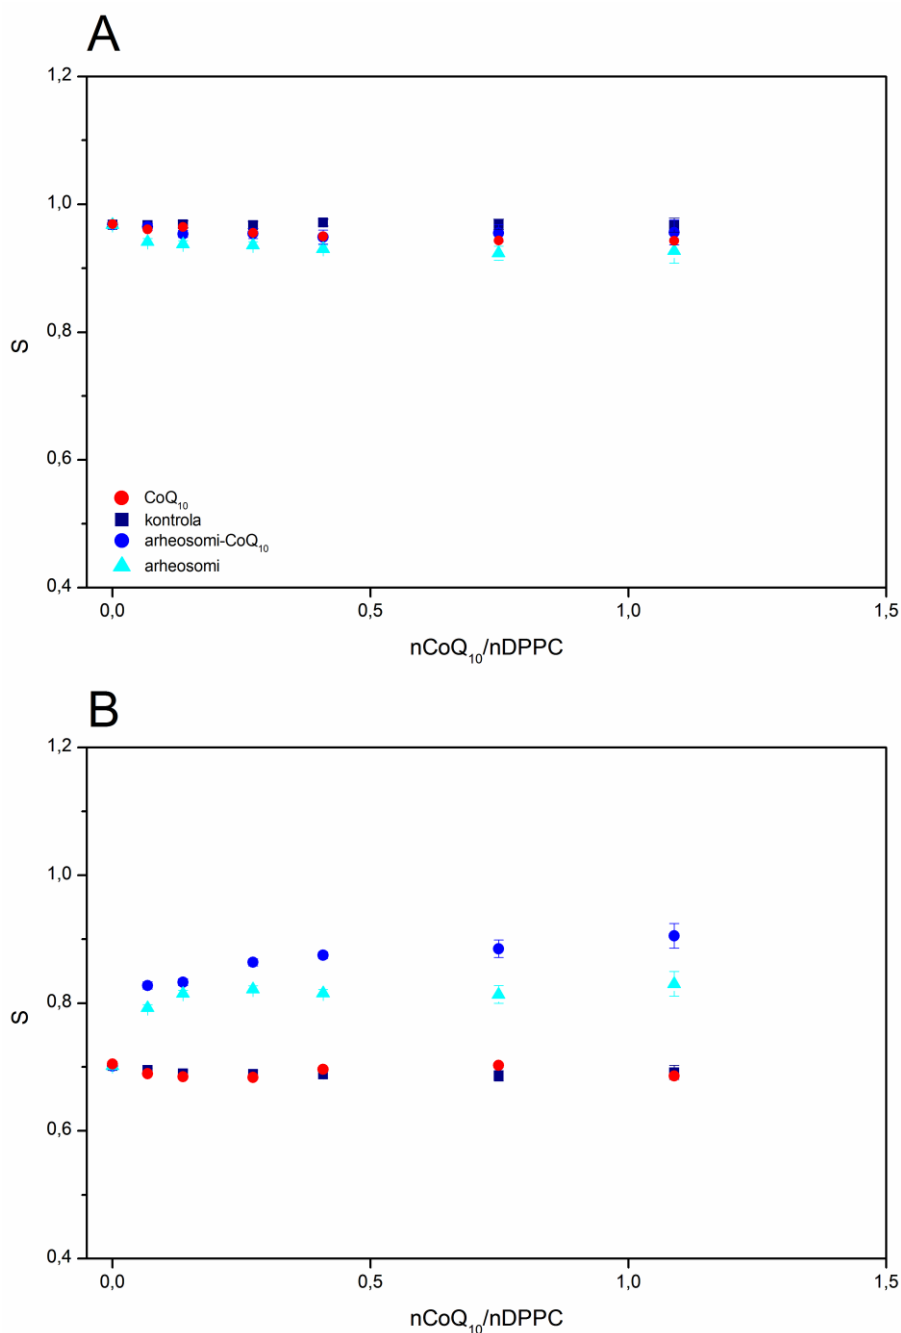 A
1,2
1,0
0,8
0,6
0,4
S
CoQ₁₀
kontrola
arheosomi-CoQ₁₀
arheosomi
0,0 0,5 1,0 1,5
nCoQ₁₀/nDPPC
B
1,2
1,0
0,8
0,6
0,4
S
0,0 0,5 1,0 1,5
nCoQ₁₀/nDPPC